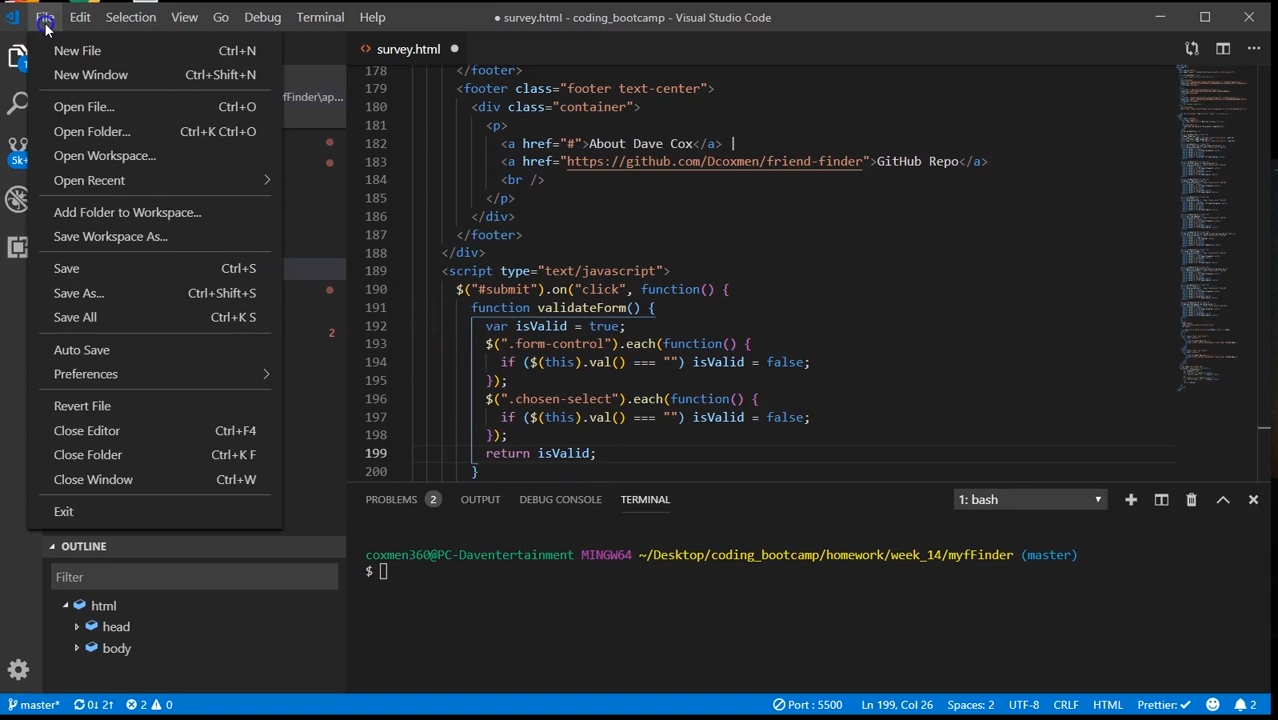 File Edit Selection View Go Debug Terminal Help ● survey.html - coding_bootcamp - Visual Studio Code
New File Ctrl+N
New Window Ctrl+Shift+N
Open File... Ctrl+O
Open Folder... Ctrl+K Ctrl+O
Open Workspace...
Open Recent
Add Folder to Workspace...
Save Workspace As...
Save Ctrl+S
Save As... Ctrl+Shift+S
Save All Ctrl+K S
Auto Save
Preferences
Revert File
Close Editor Ctrl+F4
Close Folder Ctrl+K F
Close Window Ctrl+W
Exit
1
5k+
fFinder\ap...
2
OUTLINE
Filter
html
head
body
<> survey.html ●
178 </footer>
179 <footer class="footer text-center">
180 <div class="container">
181 <p>
182 <a href="#">About Dave Cox</a> |
183 <a href="https://github.com/Dcoxmen/friend-finder">GitHub Repo</a>
184 <br />
185 </p>
186 </div>
187 </footer>
188 </div>
189 <script type="text/javascript">
190 $("#submit").on("click", function() {
191 function validateForm() {
192 var isValid = true;
193 $(".form-control").each(function() {
194 if ($(this).val() === "") isValid = false;
195 });
196 $(".chosen-select").each(function() {
197 if ($(this).val() === "") isValid = false;
198 });
199 return isValid;
200 }
PROBLEMS 2 OUTPUT DEBUG CONSOLE TERMINAL 1: bash
coxmen360@PC-Daventertainment MINGW64 ~/Desktop/coding_bootcamp/homework/week_14/myfFinder (master)
$
master* 0↓ 2↑ 2 0 Port : 5500 Ln 199, Col 26 Spaces: 2 UTF-8 CRLF HTML Prettier: ✓ 2